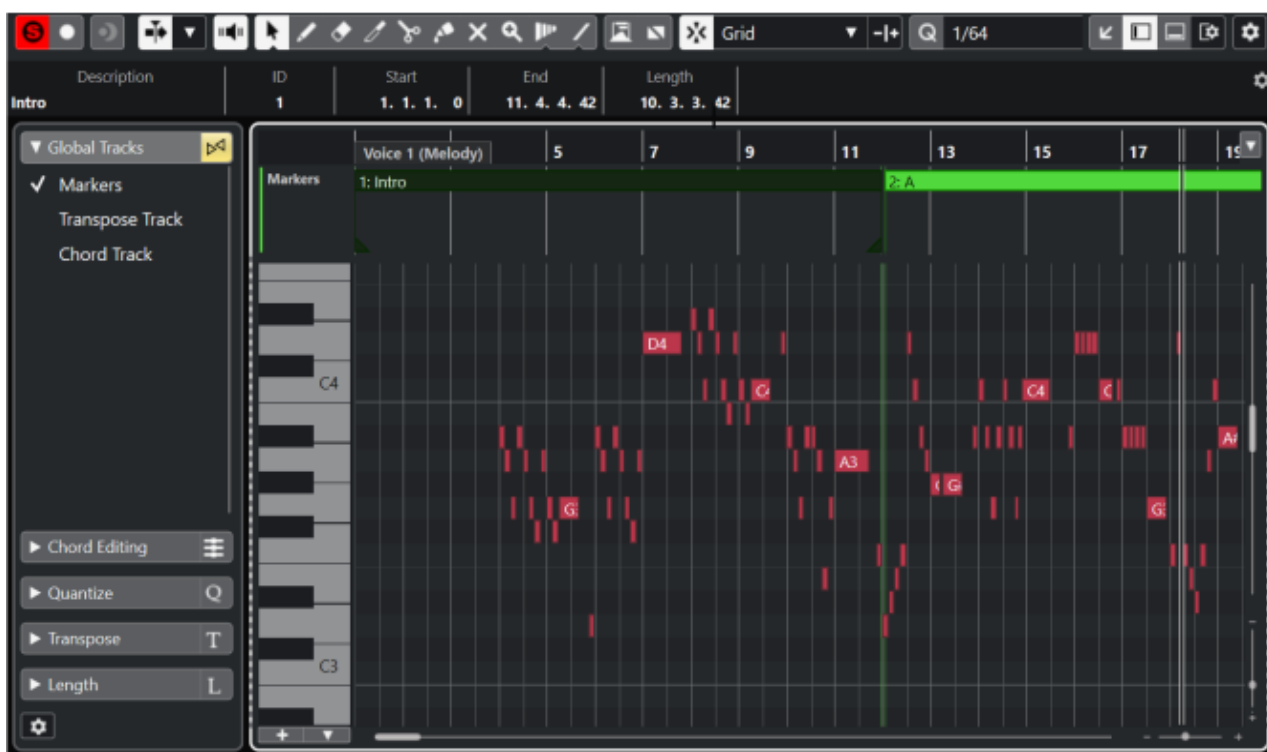 S Grid Q 1/64
Description ID Start End Length
Intro 1 1. 1. 1. 0 11. 4. 4. 42 10. 3. 3. 42
Global Tracks
Markers
Transpose Track
Chord Track
Chord Editing
Quantize Q
Transpose T
Length L
Voice 1 (Melody) 5 7 9 11 13 15 17 19
Markers 1: Intro 2: A
D4
C4 C4
A3
G
C3